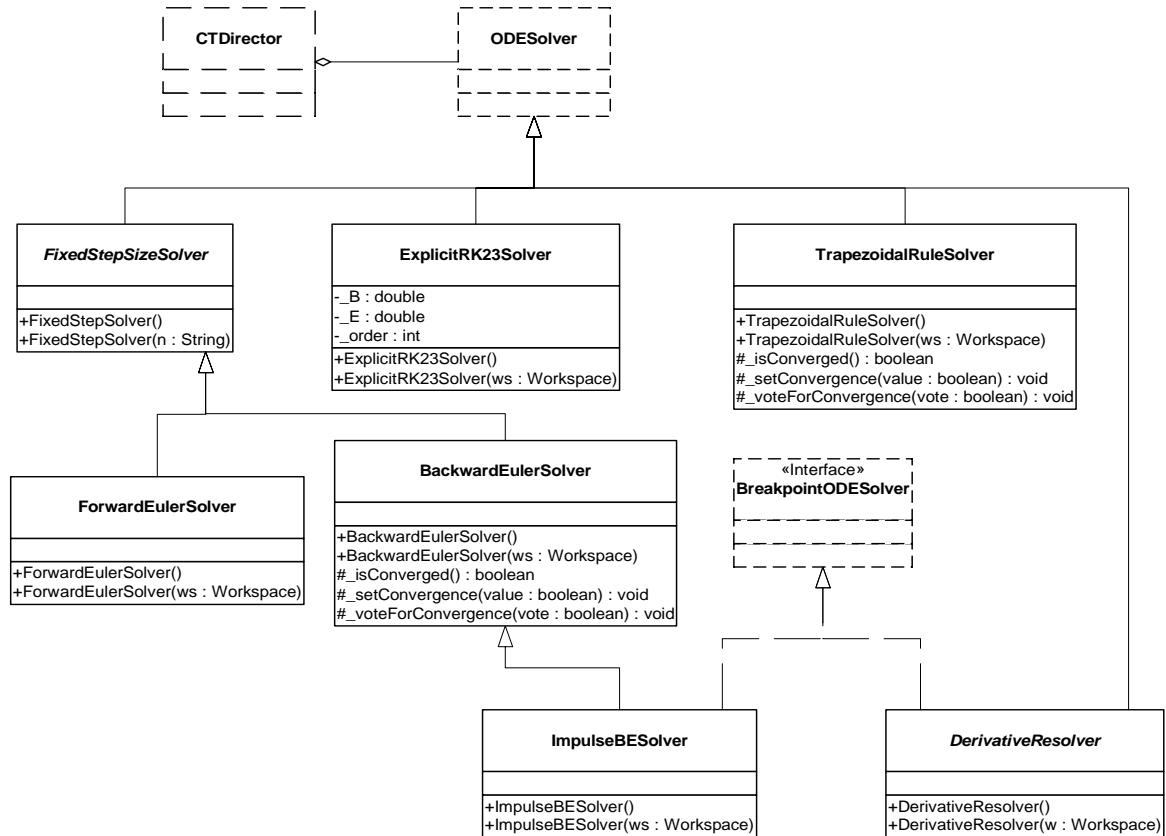 CTDirector
ODESolver
FixedStepSizeSolver
+FixedStepSolver()
+FixedStepSolver(n : String)
ExplicitRK23Solver
-_B : double
-_E : double
-_order : int
+ExplicitRK23Solver()
+ExplicitRK23Solver(ws : Workspace)
TrapezoidalRuleSolver
+TrapezoidalRuleSolver()
+TrapezoidalRuleSolver(ws : Workspace)
#_isConverged() : boolean
#_setConvergence(value : boolean) : void
#_voteForConvergence(vote : boolean) : void
ForwardEulerSolver
+ForwardEulerSolver()
+ForwardEulerSolver(ws : Workspace)
BackwardEulerSolver
+BackwardEulerSolver()
+BackwardEulerSolver(ws : Workspace)
#_isConverged() : boolean
#_setConvergence(value : boolean) : void
#_voteForConvergence(vote : boolean) : void
«Interface»
BreakpointODESolver
ImpulseBESolver
+ImpulseBESolver()
+ImpulseBESolver(ws : Workspace)
DerivativeResolver
+DerivativeResolver()
+DerivativeResolver(w : Workspace)